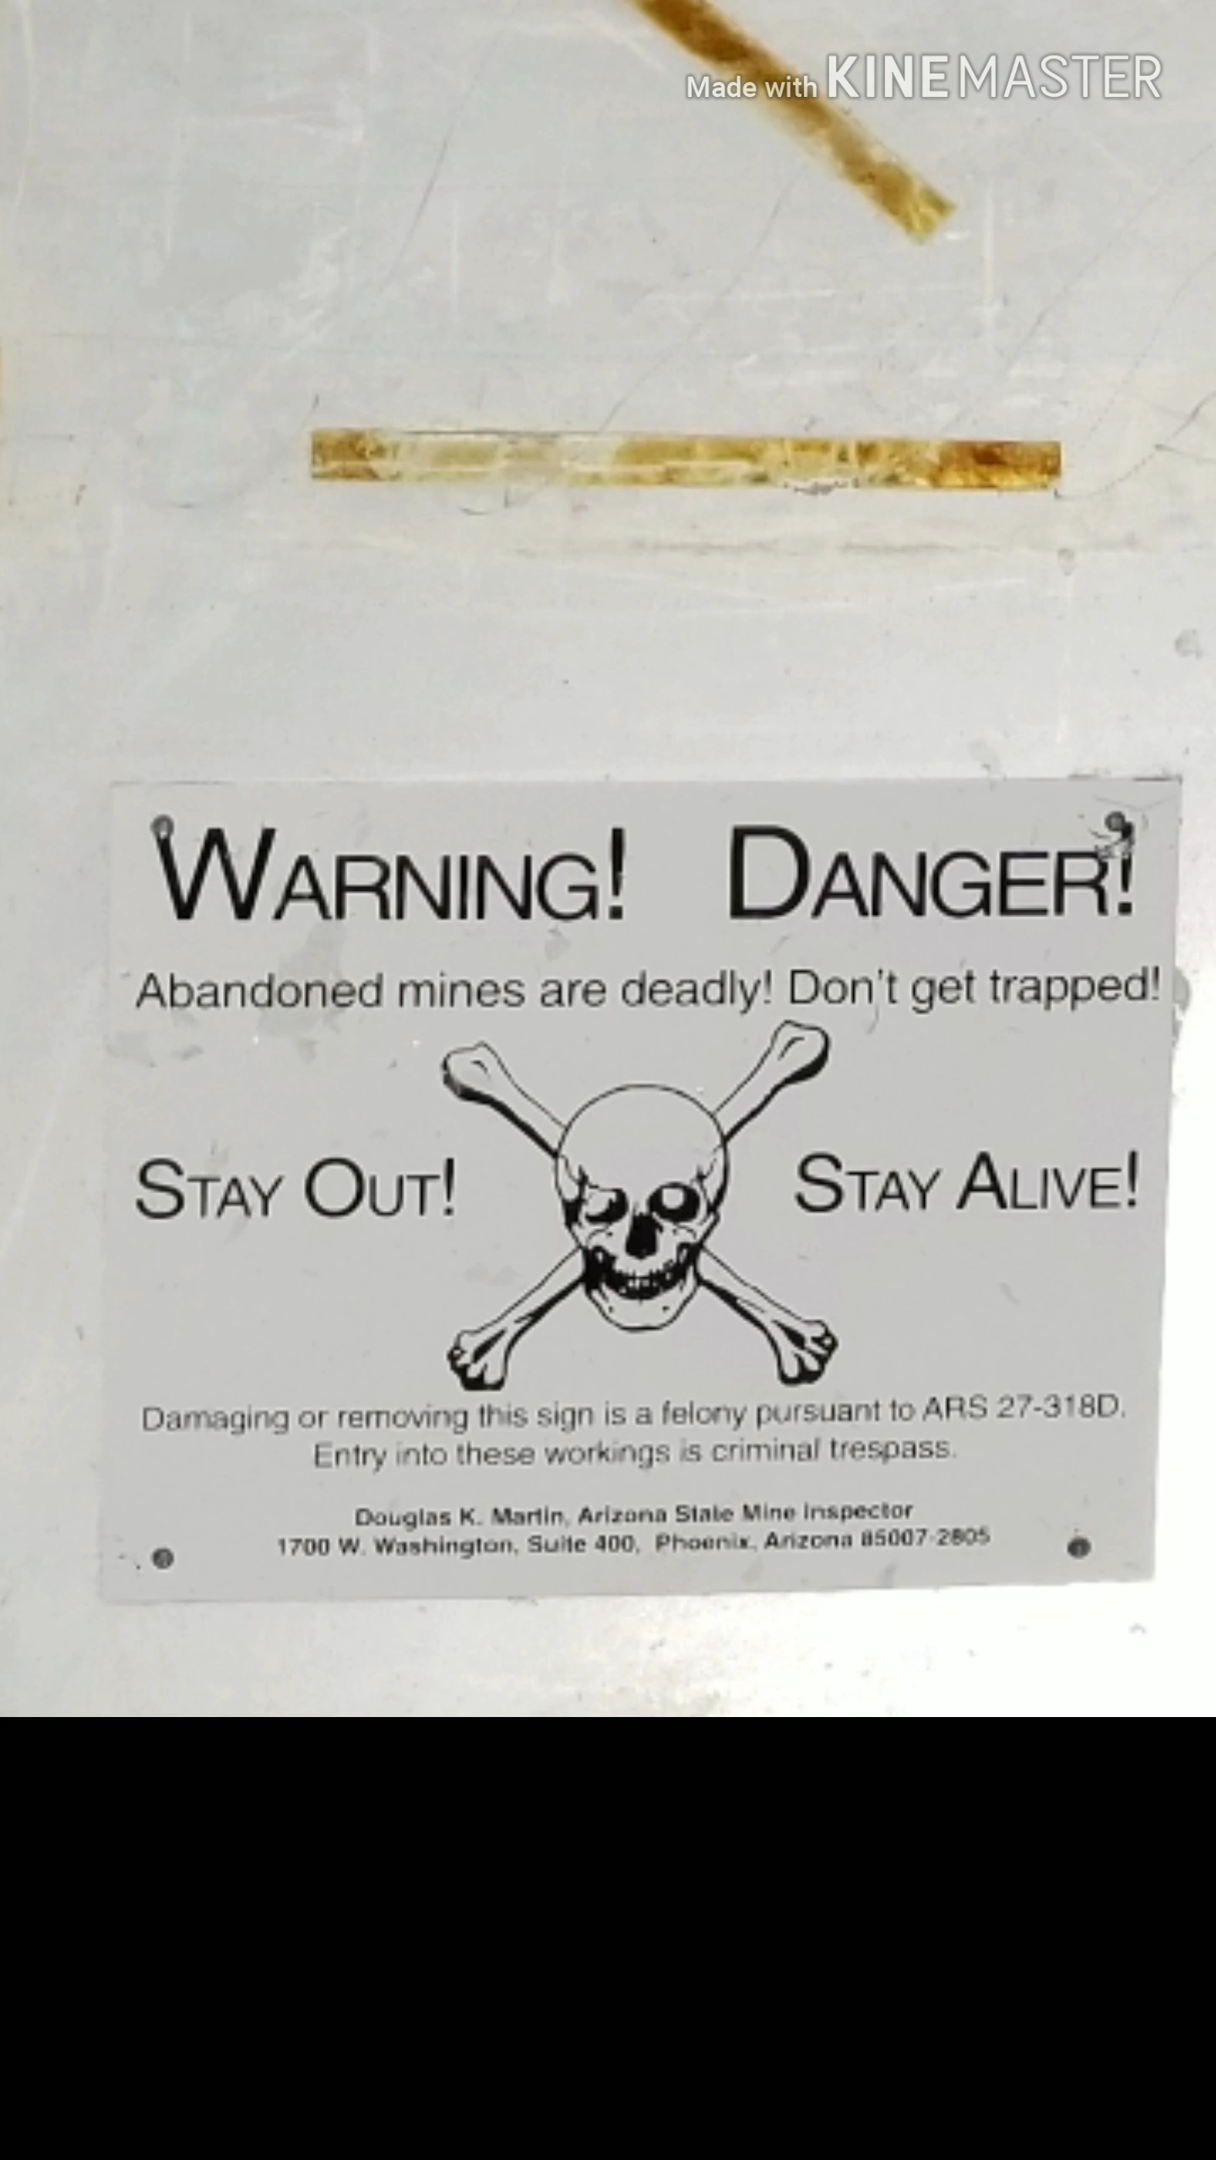 Made with KINEMASTER
WARNING! DANGER!
Abandoned mines are deadly! Don't get trapped!
STAY OUT! STAY ALIVE!
Damaging or removing this sign is a felony pursuant to ARS 27-318D.
Entry into these workings is criminal trespass.
Douglas K. Martin, Arizona State Mine Inspector
1700 W. Washington, Suite 400, Phoenix, Arizona 85007-2805